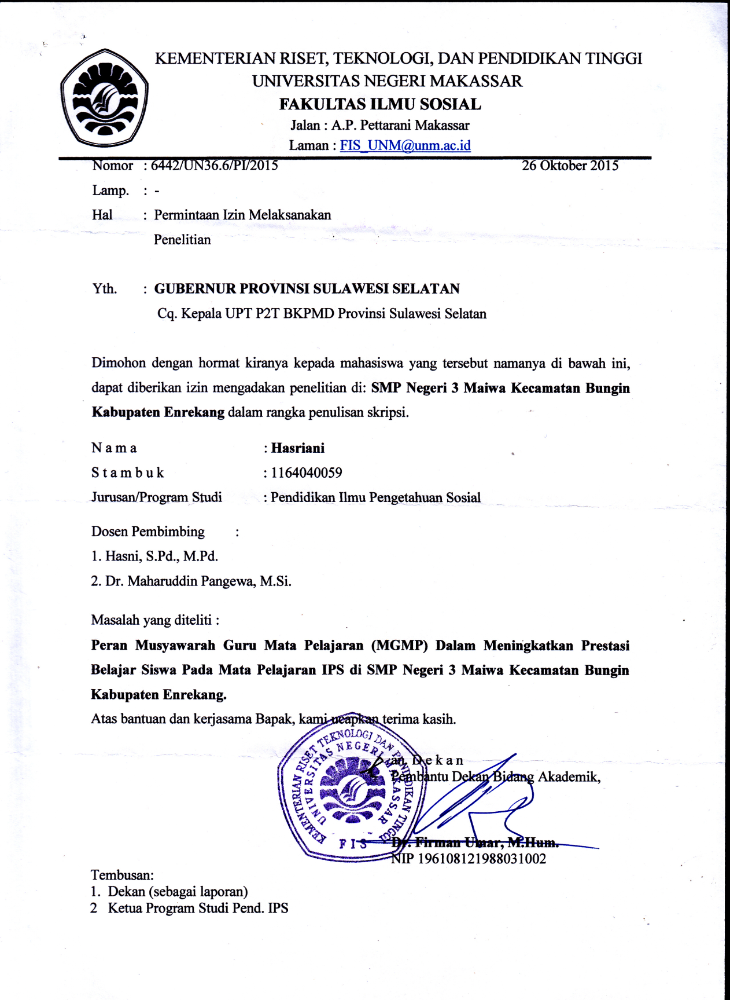 KEMENTERIAN RISET, TEKNOLOGI, DAN PENDIDIKAN TINGGI
UNIVERSITAS NEGERI MAKASSAR
FAKULTAS ILMU SOSIAL
Jalan : A.P. Pettarani Makassar
Laman : FIS_UNM@unm.ac.id
Nomor : 6442/UN36.6/PI/2015 26 Oktober 2015
Lamp. : -
Hal : Permintaan Izin Melaksanakan
Penelitian
Yth. : GUBERNUR PROVINSI SULAWESI SELATAN
Cq. Kepala UPT P2T BKPMD Provinsi Sulawesi Selatan
Dimohon dengan hormat kiranya kepada mahasiswa yang tersebut namanya di bawah ini,
dapat diberikan izin mengadakan penelitian di: SMP Negeri 3 Maiwa Kecamatan Bungin
Kabupaten Enrekang dalam rangka penulisan skripsi.
N a m a : Hasriani
S t a m b u k : 1164040059
Jurusan/Program Studi : Pendidikan Ilmu Pengetahuan Sosial
Dosen Pembimbing :
1. Hasni, S.Pd., M.Pd.
2. Dr. Maharuddin Pangewa, M.Si.
Masalah yang diteliti :
Peran Musyawarah Guru Mata Pelajaran (MGMP) Dalam Meningkatkan Prestasi
Belajar Siswa Pada Mata Pelajaran IPS di SMP Negeri 3 Maiwa Kecamatan Bungin
Kabupaten Enrekang.
Atas bantuan dan kerjasama Bapak, kami ucapkan terima kasih.
an. D e k a n
Pembantu Dekan Bidang Akademik,
KEMENTERIAN RISET TEKNOLOGI DAN PENDIDIKAN TINGGI
UNIVERSITAS NEGERI MAKASSAR
FIS
Dr. Firman Umar, M.Hum.
NIP 196108121988031002
Tembusan:
1. Dekan (sebagai laporan)
2 Ketua Program Studi Pend. IPS